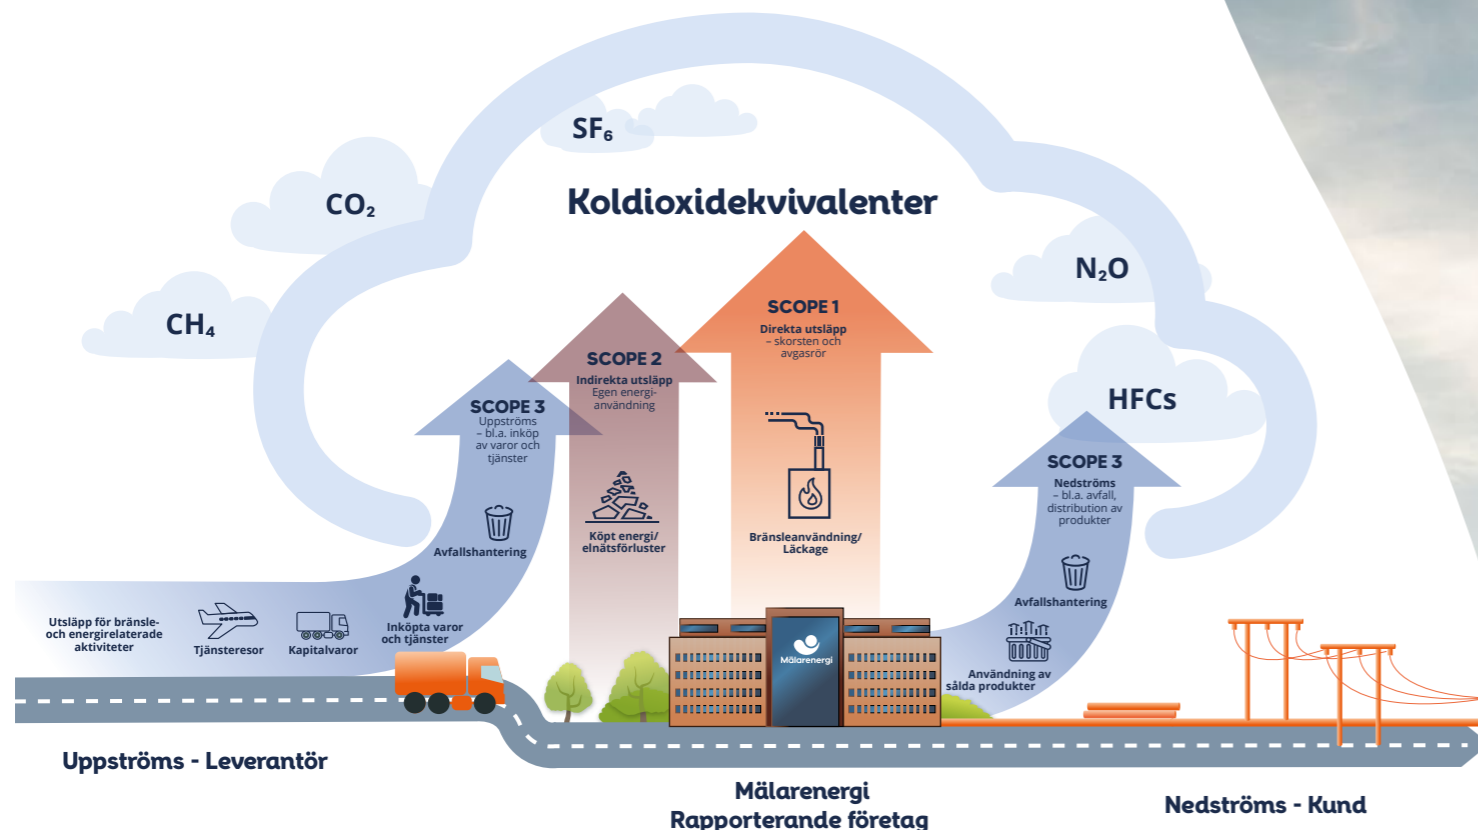 SF₆
CO₂
Koldioxidekvivalenter
N₂O
CH₄
HFCs
SCOPE 1
Direkta utsläpp
– skorsten och
avgasrör
Bränsleanvändning/
Läckage
SCOPE 2
Indirekta utsläpp
Egen energi-
användning
Köpt energi/
elnätsförluster
SCOPE 3
Uppströms
– bl.a. inköp
av varor och
tjänster
Avfallshantering
Inköpta varor
och tjänster
Kapitalvaror
Tjänsteresor
Utsläpp för bränsle-
och energirelaterade
aktiviteter
SCOPE 3
Nedströms
– bl.a. avfall,
distribution av
produkter
Avfallshantering
Användning av
sålda produkter
Mälarenergi
Uppströms - Leverantör
Mälarenergi
Rapporterande företag
Nedströms - Kund